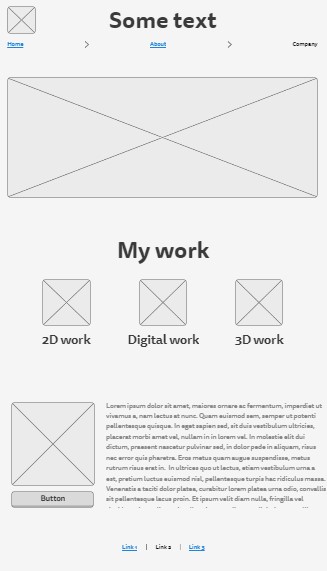 Some text
Home > About > Company
My work
2D work Digital work 3D work
Lorem ipsum dolor sit amet, maiores ornare ac fermentum, imperdiet ut
vivamus a, nam lectus at nunc. Quam euismod sem, semper ut potenti
pellentesque quisque. In eget sapien sed, sit duis vestibulum ultricies,
placerat morbi amet vel, nullam in in lorem vel. In molestie elit dui
dictum, praesent nascetur pulvinar sed, in dolor pede in aliquam, risus
nec error quis pharetra. Eros metus quam augue suspendisse, metus
rutrum risus erat in. In ultrices quo ut lectus, etiam vestibulum urna a
est, pretium luctus euismod nisl, pellentesque turpis hac ridiculus massa.
Venenatis a taciti dolor platea, curabitur lorem platea urna odio, convallis
sit pellentesque lacus proin. Et ipsum velit diam nulla, fringilla vel
Button
Link 1 | Link 2 | Link 3